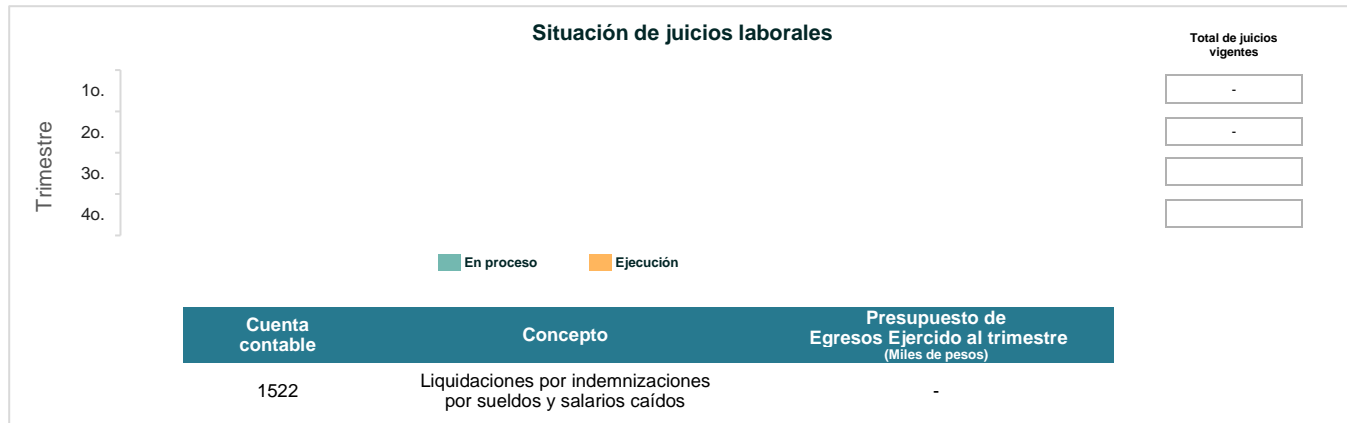 Situación de juicios laborales
Total de juicios
vigentes
Trimestre
1o.
-
2o.
-
3o.
4o.
En proceso
Ejecución
Cuenta
contable
Concepto
Presupuesto de
Egresos Ejercido al trimestre
(Miles de pesos)
1522
Liquidaciones por indemnizaciones
por sueldos y salarios caídos
-